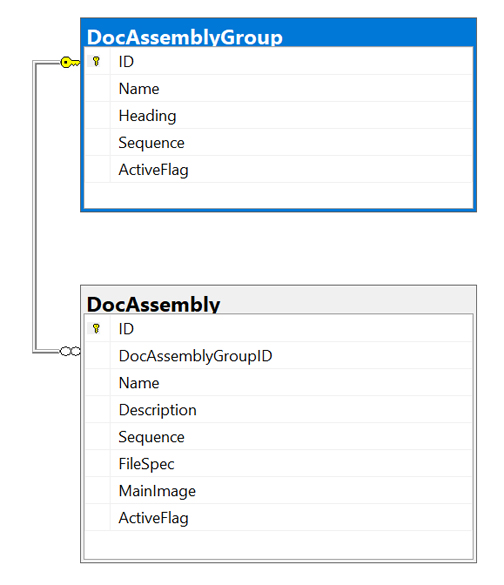 DocAssemblyGroup
ID
Name
Heading
Sequence
ActiveFlag
DocAssembly
ID
DocAssemblyGroupID
Name
Description
Sequence
FileSpec
MainImage
ActiveFlag